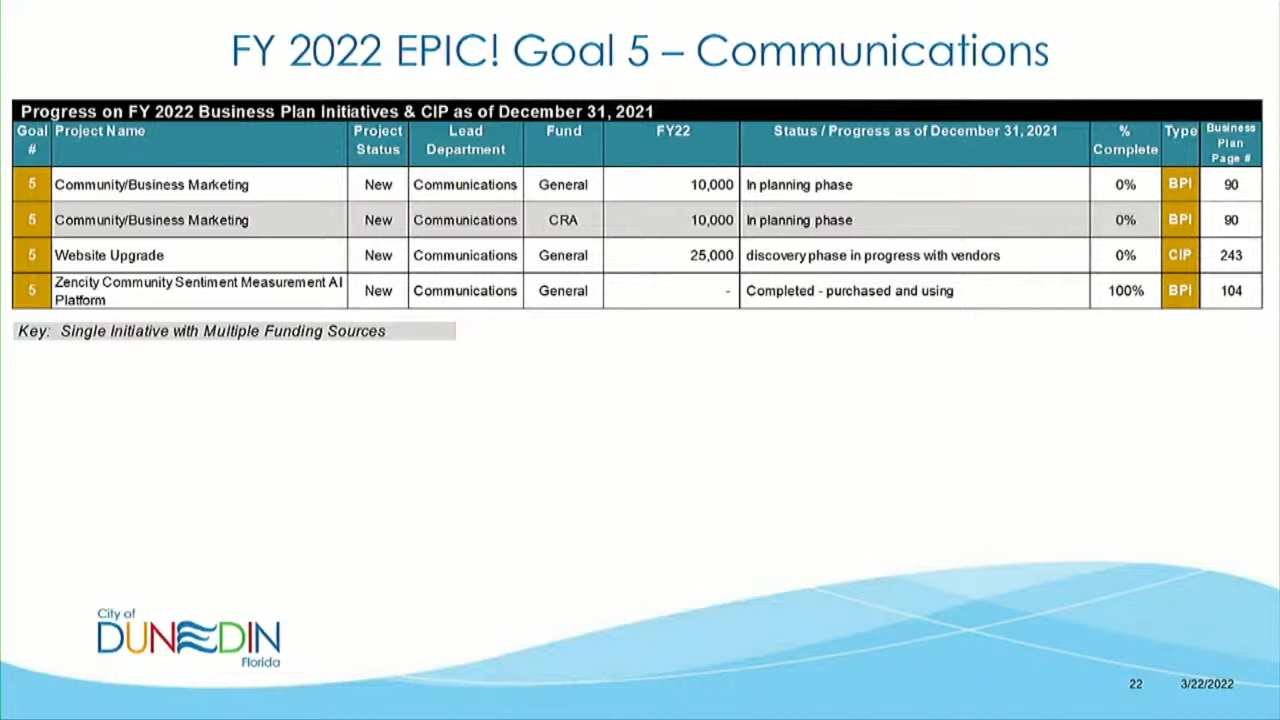 FY 2022 EPIC! Goal 5 – Communications
Progress on FY 2022 Business Plan Initiatives & CIP as of December 31, 2021
Goal # Project Name Project Status Lead Department Fund FY22 Status / Progress as of December 31, 2021 % Complete Type Business Plan Page #
5 Community/Business Marketing New Communications General 10,000 In planning phase 0% BPI 90
5 Community/Business Marketing New Communications CRA 10,000 In planning phase 0% BPI 90
5 Website Upgrade New Communications General 25,000 discovery phase in progress with vendors 0% CIP 243
5 Zencity Community Sentiment Measurement AI Platform New Communications General - Completed - purchased and using 100% BPI 104
Key: Single Initiative with Multiple Funding Sources
City of
DUNEDIN
Florida
22 3/22/2022